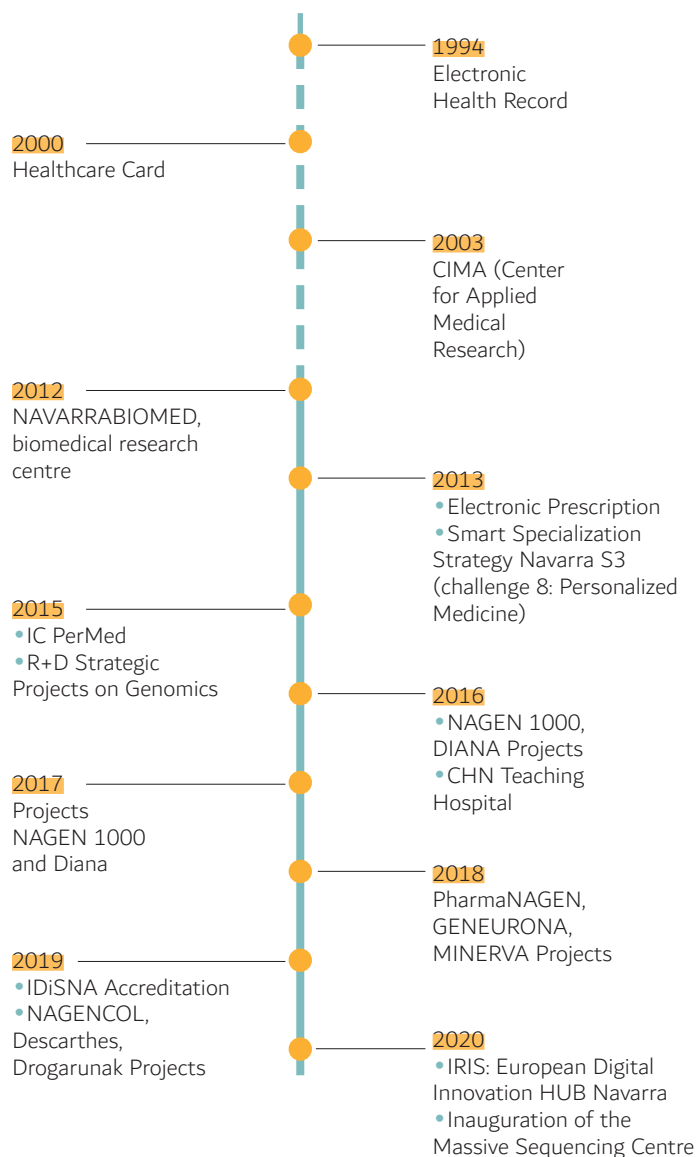 1994
Electronic
Health Record
2000
Healthcare Card
2003
CIMA (Center
for Applied
Medical
Research)
2012
NAVARRABIOMED,
biomedical research
centre
2013
• Electronic Prescription
• Smart Specialization
Strategy Navarra S3
(challenge 8: Personalized
Medicine)
2015
• IC PerMed
• R+D Strategic
Projects on Genomics
2016
• NAGEN 1000,
DIANA Projects
• CHN Teaching
Hospital
2017
Projects
NAGEN 1000
and Diana
2018
PharmaNAGEN,
GENEURONA,
MINERVA Projects
2019
• IDiSNA Accreditation
• NAGENCOL,
Descarthes,
Drogarunak Projects
2020
• IRIS: European Digital
Innovation HUB Navarra
• Inauguration of the
Massive Sequencing Centre